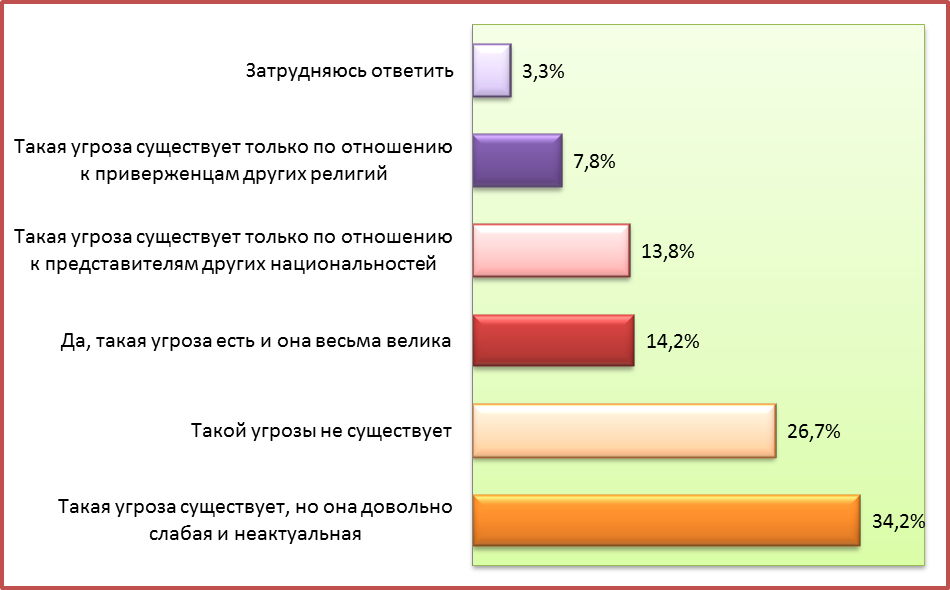 Затрудняюсь ответить
3,3%
Такая угроза существует только по отношению
к приверженцам других религий
7,8%
Такая угроза существует только по отношению
к представителям других национальностей
13,8%
Да, такая угроза есть и она весьма велика
14,2%
Такой угрозы не существует
26,7%
Такая угроза существует, но она довольно
слабая и неактуальная
34,2%